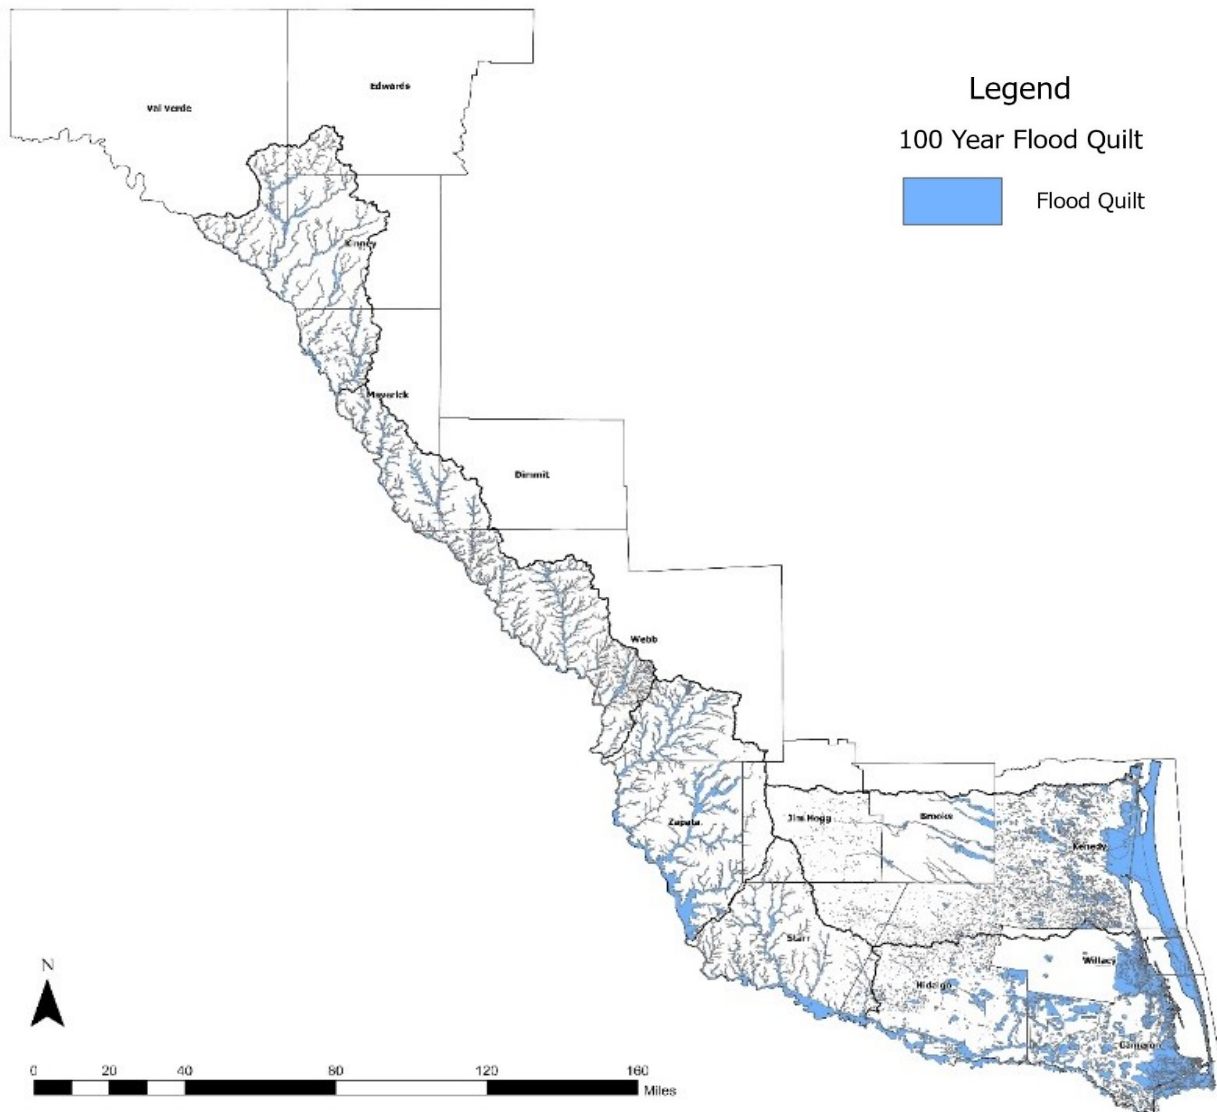 Legend
100 Year Flood Quilt
Flood Quilt
Edwards
Val Verde
Kinney
Maverick
Dimmit
Webb
Zapata
Jim Hogg
Brooks
Kenedy
Starr
Willacy
Hidalgo
Cameron
N
0 20 40 80 120 160
Miles